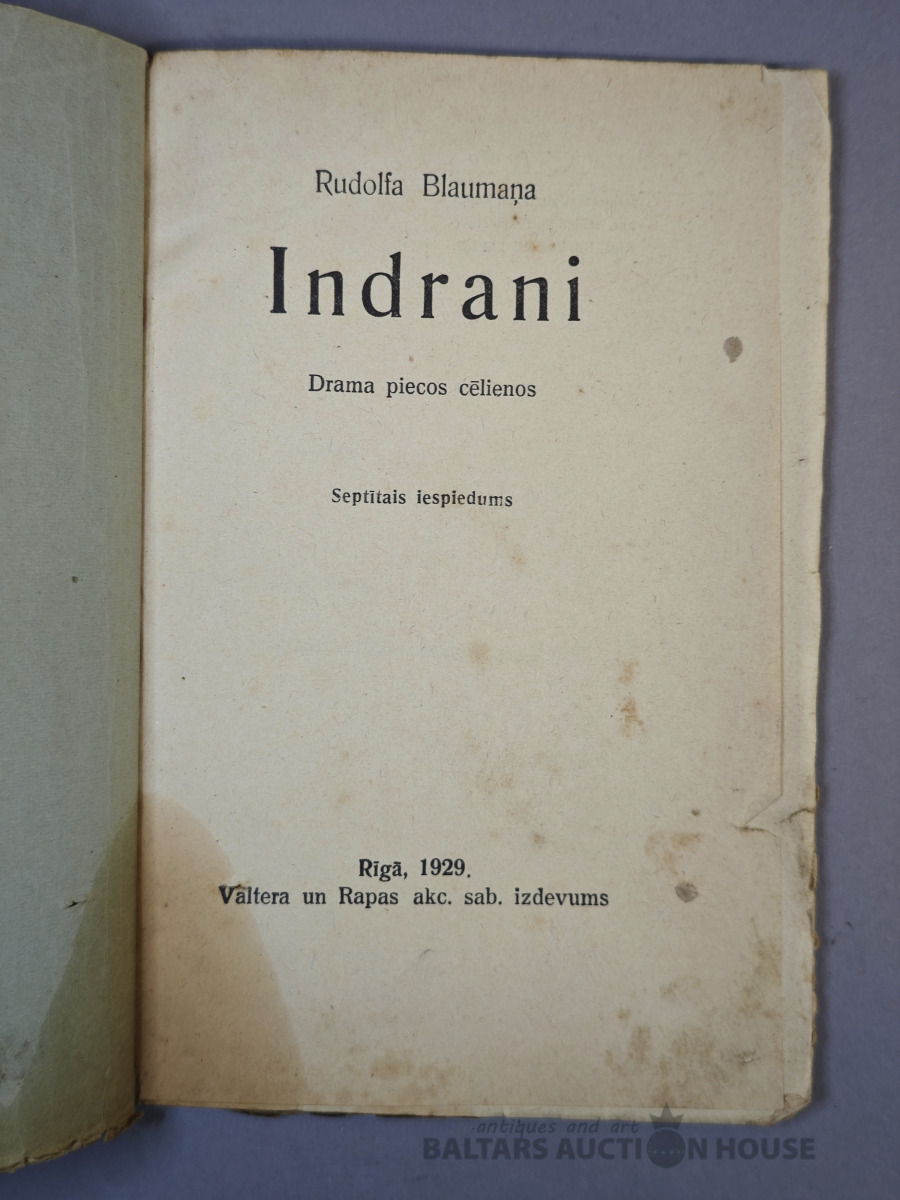 Rudolfa Blaumaņa
Indrani
Drama piecos cēlienos
Septītais iespiedums
Rīgā, 1929.
Valtera un Rapas akc. sab. izdevums
antiques and art
BALTARS AUCTION HOUSE